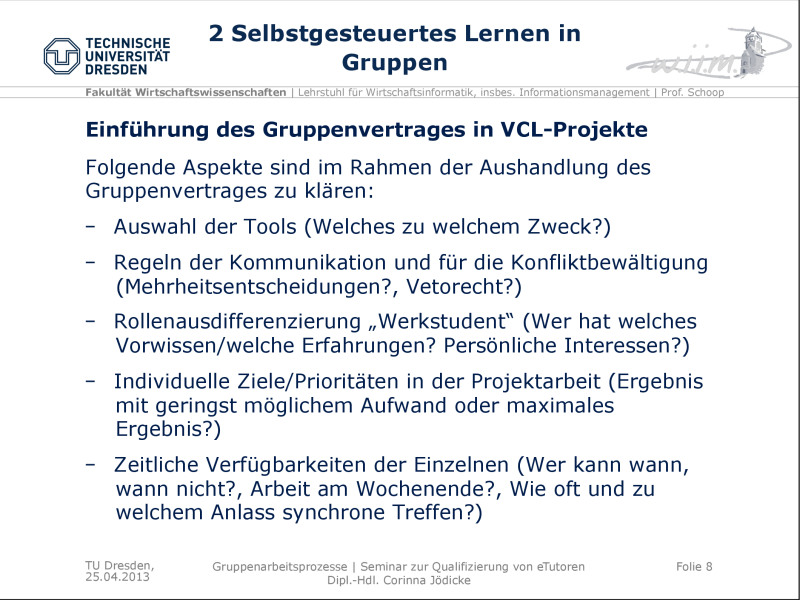 2 Selbstgesteuertes Lernen in
Gruppen
TECHNISCHE
UNIVERSITÄT
DRESDEN
w.i.i.m.
Fakultät Wirtschaftswissenschaften | Lehrstuhl für Wirtschaftsinformatik, insbes. Informationsmanagement | Prof. Schoop
Einführung des Gruppenvertrages in VCL-Projekte
Folgende Aspekte sind im Rahmen der Aushandlung des
Gruppenvertrages zu klären:
– Auswahl der Tools (Welches zu welchem Zweck?)
– Regeln der Kommunikation und für die Konfliktbewältigung
(Mehrheitsentscheidungen?, Vetorecht?)
– Rollenausdifferenzierung „Werkstudent“ (Wer hat welches
Vorwissen/welche Erfahrungen? Persönliche Interessen?)
– Individuelle Ziele/Prioritäten in der Projektarbeit (Ergebnis
mit geringst möglichem Aufwand oder maximales
Ergebnis?)
– Zeitliche Verfügbarkeiten der Einzelnen (Wer kann wann,
wann nicht?, Arbeit am Wochenende?, Wie oft und zu
welchem Anlass synchrone Treffen?)
TU Dresden,
25.04.2013
Gruppenarbeitsprozesse | Seminar zur Qualifizierung von eTutoren
Dipl.-Hdl. Corinna Jödicke
Folie 8